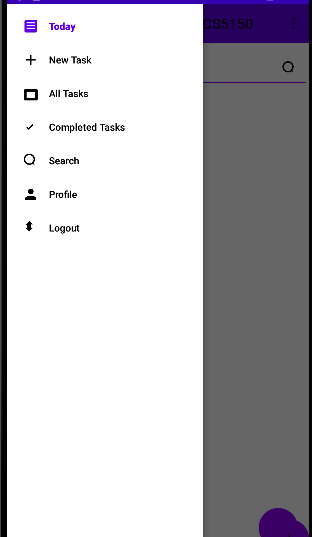 CS5150
Today
New Task
All Tasks
Completed Tasks
Search
Profile
Logout